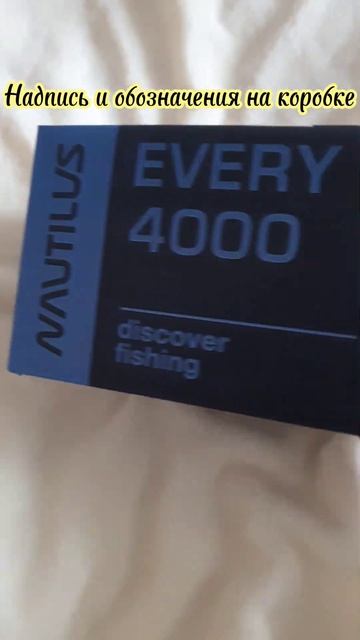 Надпись и обозначения на коробке
NAUTILUS
EVERY
4000
discover
fishing